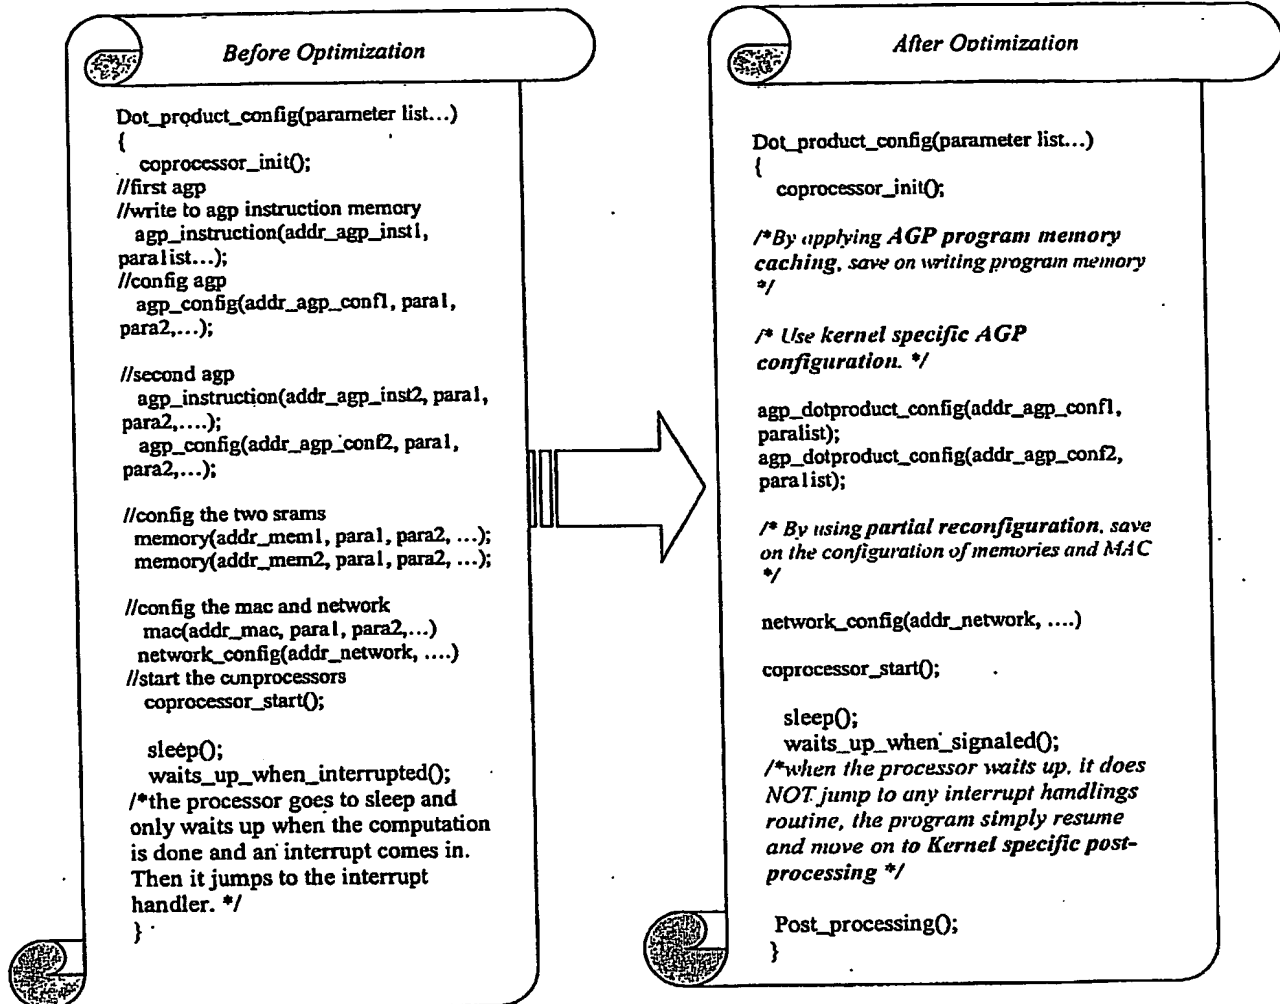 Before Optimization
Dot_product_config(parameter list...)
{
coprocessor_init();
//first agp
//write to agp instruction memory
agp_instruction(addr_agp_inst1,
para1ist...);
//config agp
agp_config(addr_agp_conf1, para1,
para2,...);
//second agp
agp_instruction(addr_agp_inst2, para1,
para2,....);
agp_config(addr_agp_conf2, para1,
para2,...);
//config the two srams
memory(addr_mem1, para1, para2, ...);
memory(addr_mem2, para1, para2, ...);
//config the mac and network
mac(addr_mac, para1, para2,...)
network_config(addr_network, ....)
//start the cunprocessors
coprocessor_start();
sleep();
waits_up_when_interrupted();
/*the processor goes to sleep and
only waits up when the computation
is done and an interrupt comes in.
Then it jumps to the interrupt
handler. */
}
After Optimization
Dot_product_config(parameter list...)
{
coprocessor_init();
/*By applying AGP program memory
caching, save on writing program memory
*/
/* Use kernel specific AGP
configuration. */
agp_dotproduct_config(addr_agp_conf1,
paralist);
agp_dotproduct_config(addr_agp_conf2,
para1ist);
/* By using partial reconfiguration, save
on the configuration of memories and MAC
*/
network_config(addr_network, ....)
coprocessor_start();
sleep();
waits_up_when_signaled();
/*when the processor waits up, it does
NOT jump to any interrupt handlings
routine, the program simply resume
and move on to Kernel specific post-
processing */
Post_processing();
}